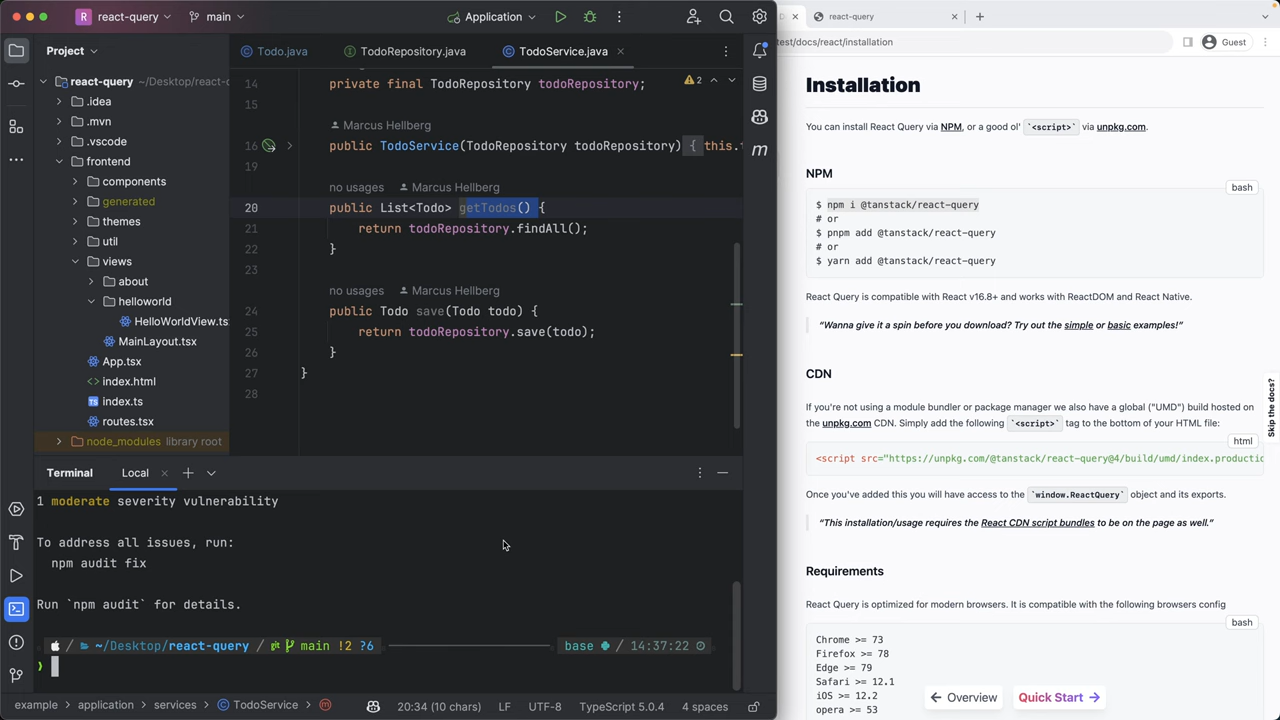 R react-query
main
Application
Project
react-query ~/Desktop/react-q
.idea
.mvn
.vscode
frontend
components
generated
themes
util
views
about
helloworld
HelloWorldView.ts
MainLayout.tsx
App.tsx
index.html
TS index.ts
routes.tsx
node_modules library root
Todo.java
TodoRepository.java
TodoService.java
14 private final TodoRepository todoRepository;
2
15
Marcus Hellberg
16 public TodoService(TodoRepository todoRepository) { this.
19
no usages Marcus Hellberg
20 public List<Todo> getTodos() {
21 return todoRepository.findAll();
22 }
23
no usages Marcus Hellberg
24 public Todo save(Todo todo) {
25 return todoRepository.save(todo);
26 }
27 }
28
Terminal Local
1 moderate severity vulnerability
To address all issues, run:
npm audit fix
Run `npm audit` for details.
~/Desktop/react-query / main !2 ?6
base 14:37:22
example application services TodoService m
20:34 (10 chars) LF UTF-8 TypeScript 5.0.4 4 spaces
react-query
test/docs/react/installation
Guest
Installation
You can install React Query via NPM, or a good ol' `<script>` via unpkg.com.
NPM
bash
$ npm i @tanstack/react-query
# or
$ pnpm add @tanstack/react-query
# or
$ yarn add @tanstack/react-query
React Query is compatible with React v16.8+ and works with ReactDOM and React Native.
“Wanna give it a spin before you download? Try out the simple or basic examples!”
CDN
If you're not using a module bundler or package manager we also have a global ("UMD") build hosted on
the unpkg.com CDN. Simply add the following `<script>` tag to the bottom of your HTML file:
html
<script src="https://unpkg.com/@tanstack/react-query@4/build/umd/index.productio
Once you've added this you will have access to the `window.ReactQuery` object and its exports.
“This installation/usage requires the React CDN script bundles to be on the page as well.”
Requirements
React Query is optimized for modern browsers. It is compatible with the following browsers config
bash
Chrome >= 73
Firefox >= 78
Edge >= 79
Safari >= 12.1
iOS >= 12.2
opera >= 53
← Overview
Quick Start →
Skip the docs?